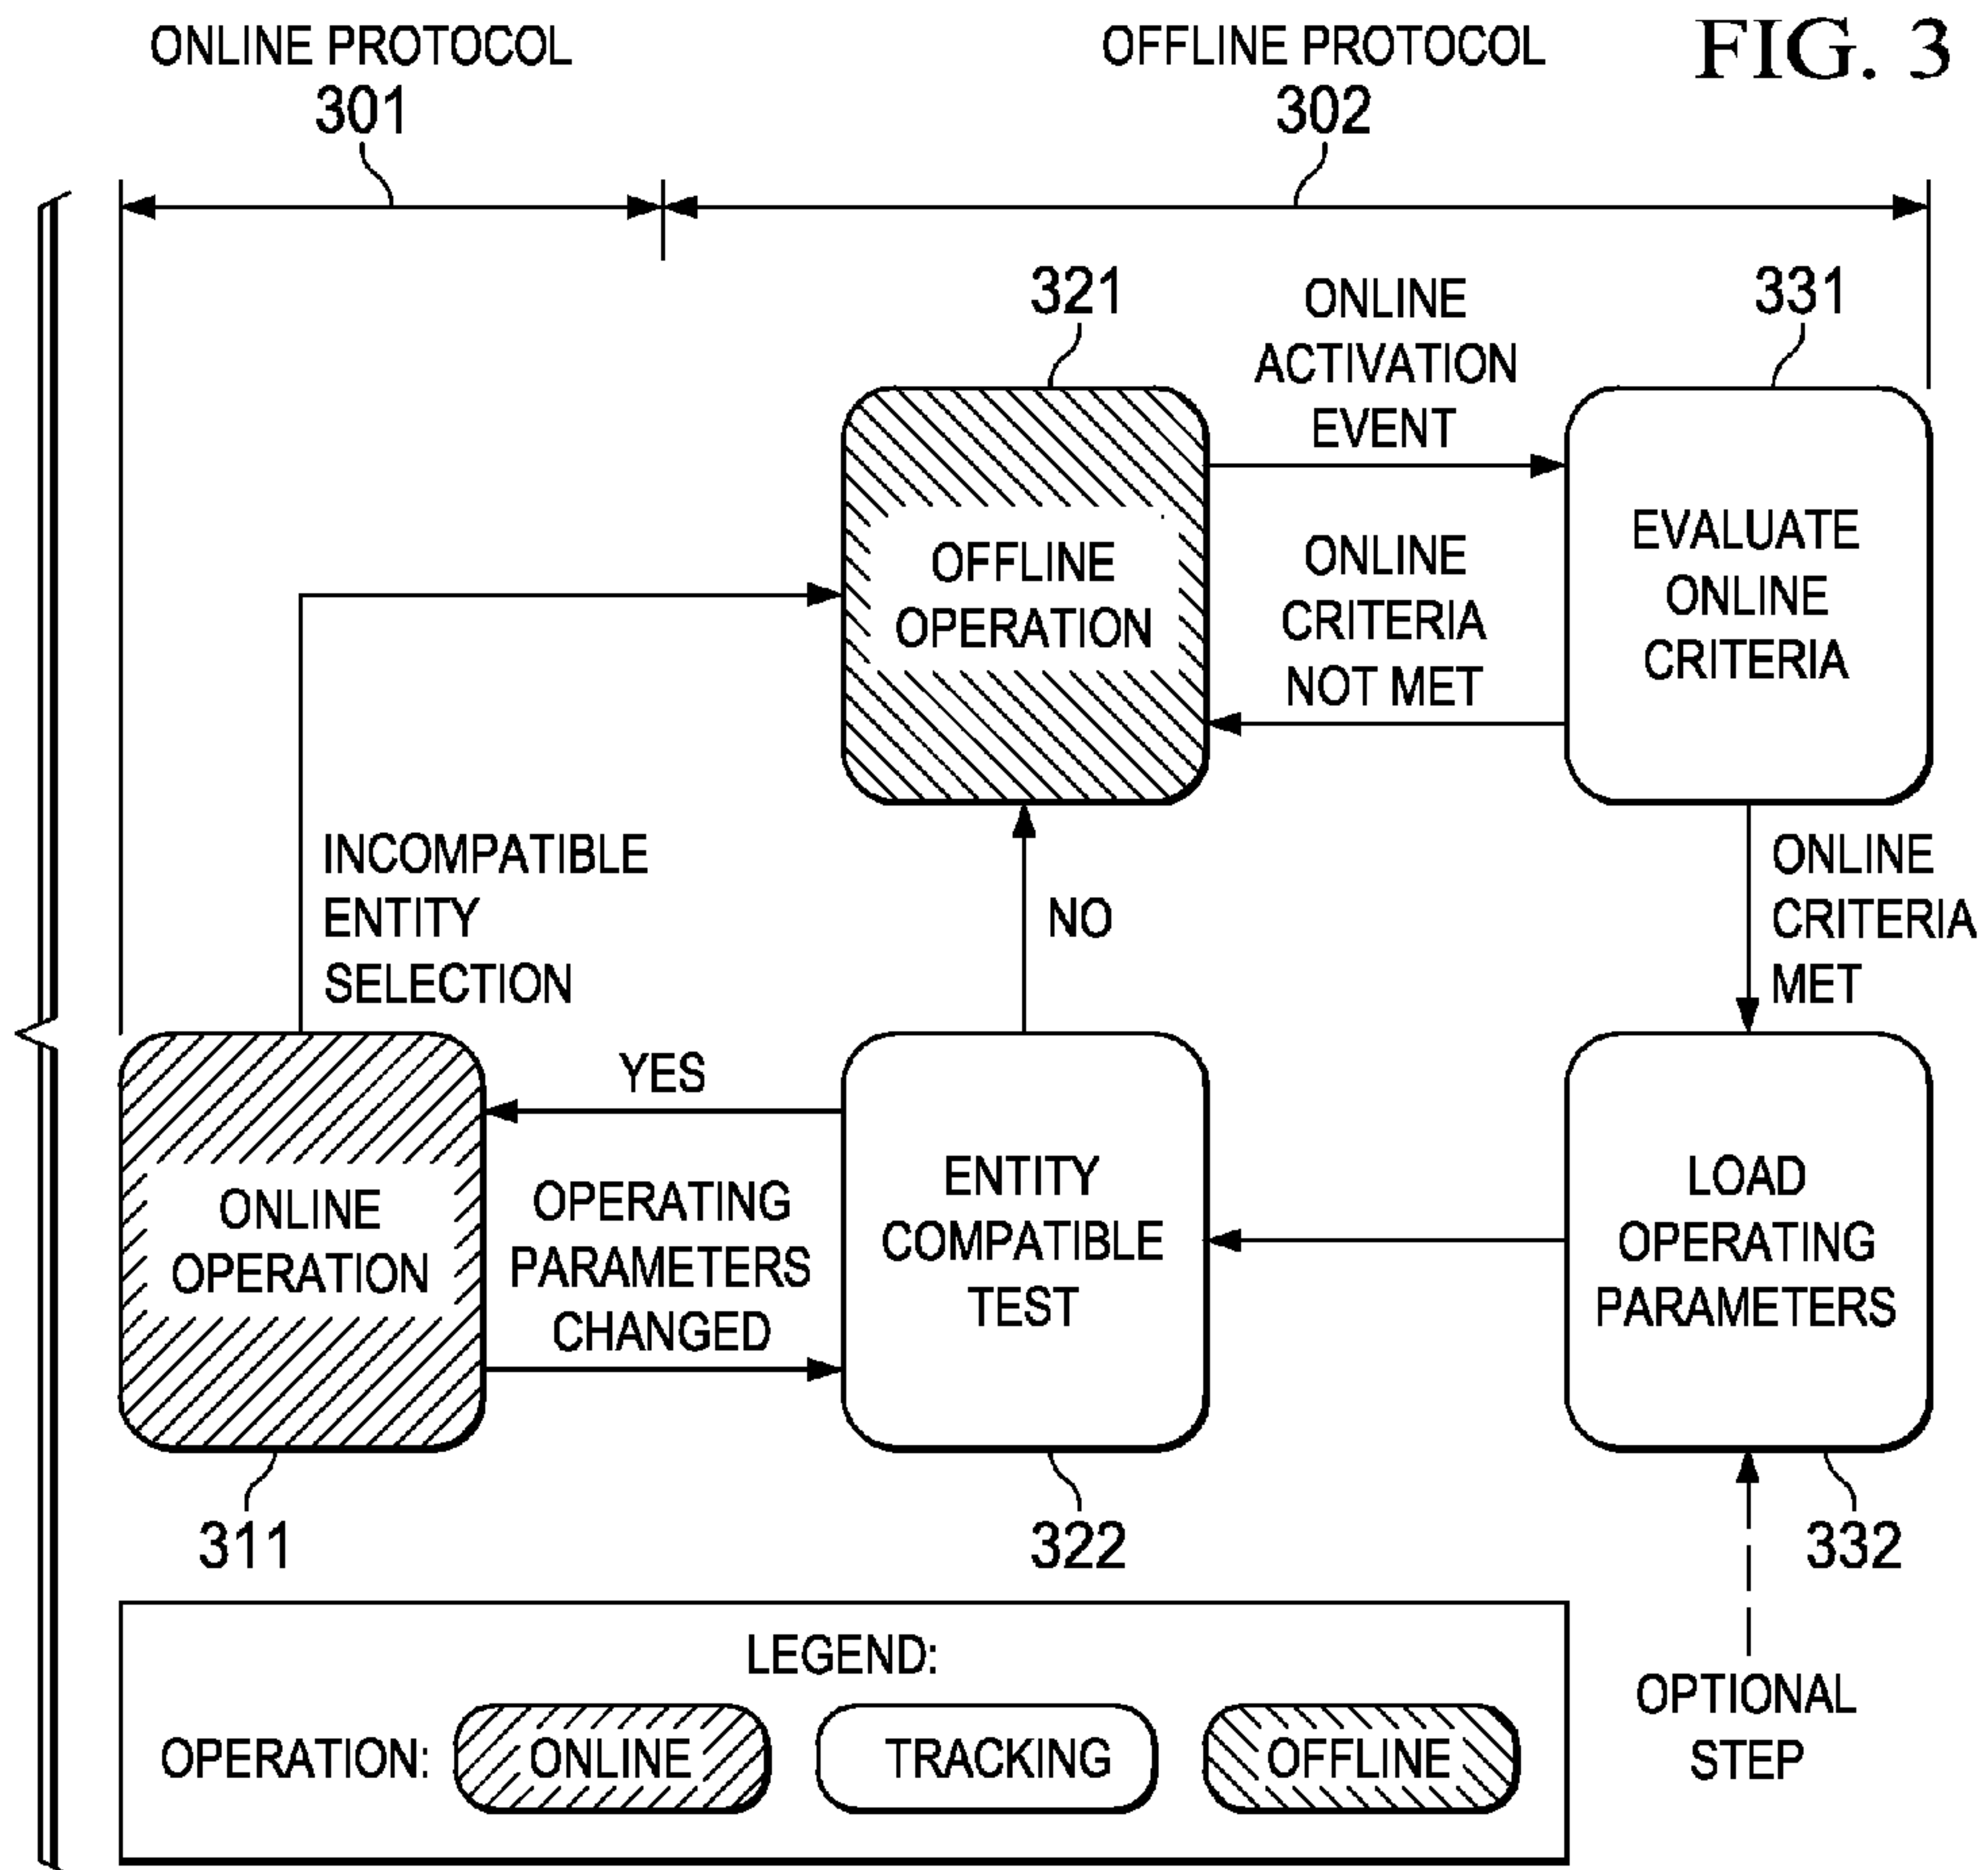 FIG. 3
ONLINE PROTOCOL
301
OFFLINE PROTOCOL
302
321
ONLINE
ACTIVATION
EVENT
331
OFFLINE
OPERATION
ONLINE
CRITERIA
NOT MET
EVALUATE
ONLINE
CRITERIA
INCOMPATIBLE
ENTITY
SELECTION
NO
ONLINE
CRITERIA
MET
YES
ONLINE
OPERATION
OPERATING
PARAMETERS
CHANGED
ENTITY
COMPATIBLE
TEST
LOAD
OPERATING
PARAMETERS
311
322
332
LEGEND:
OPERATION:
ONLINE
TRACKING
OFFLINE
OPTIONAL
STEP